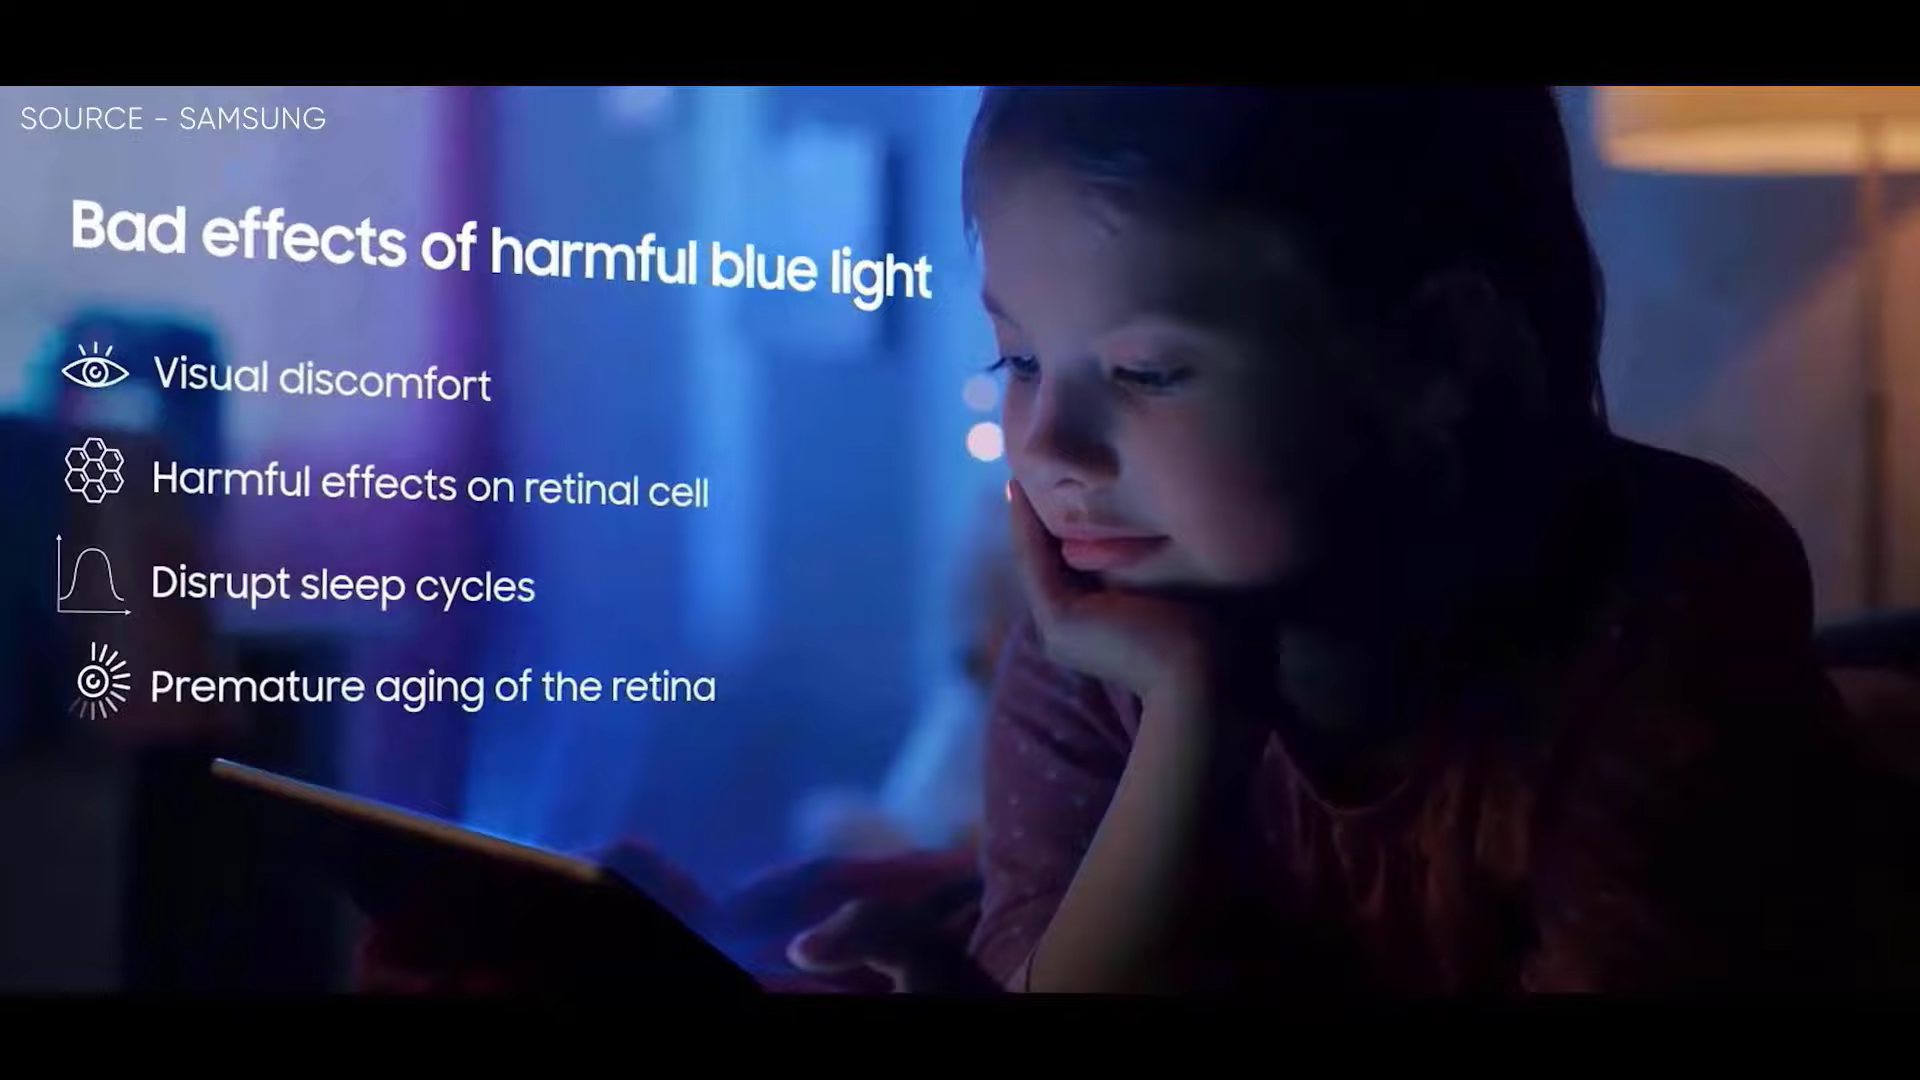 SOURCE - SAMSUNG
Bad effects of harmful blue light
Visual discomfort
Harmful effects on retinal cell
Disrupt sleep cycles
Premature aging of the retina